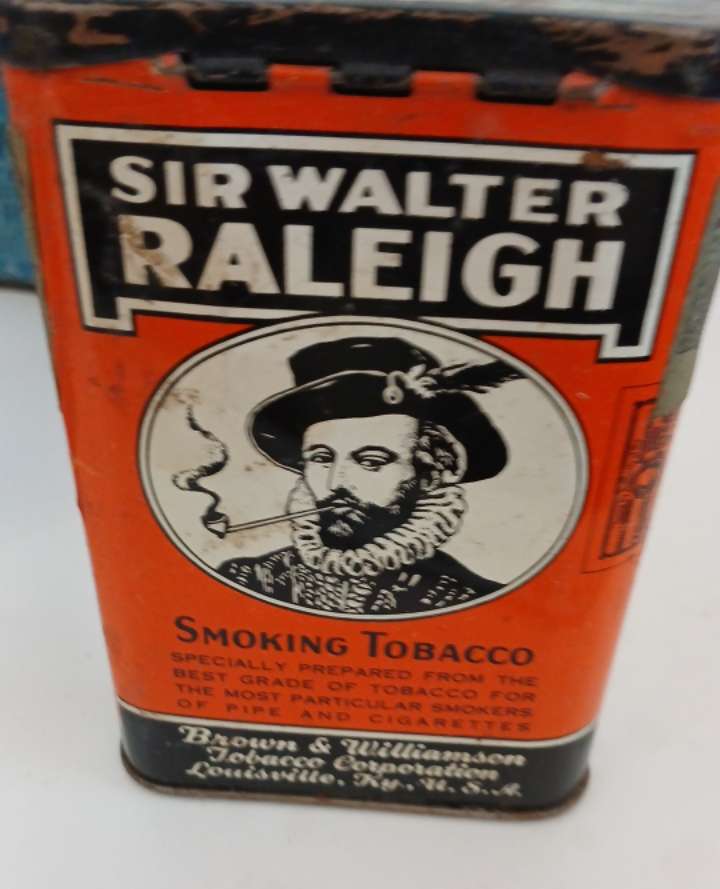 SIR WALTER
RALEIGH
SMOKING TOBACCO
SPECIALLY PREPARED FROM THE
BEST GRADE OF TOBACCO FOR
THE MOST PARTICULAR SMOKERS
OF PIPE AND CIGARETTES
Brown & Williamson
Tobacco Corporation
Louisville, Ky., U.S.A.